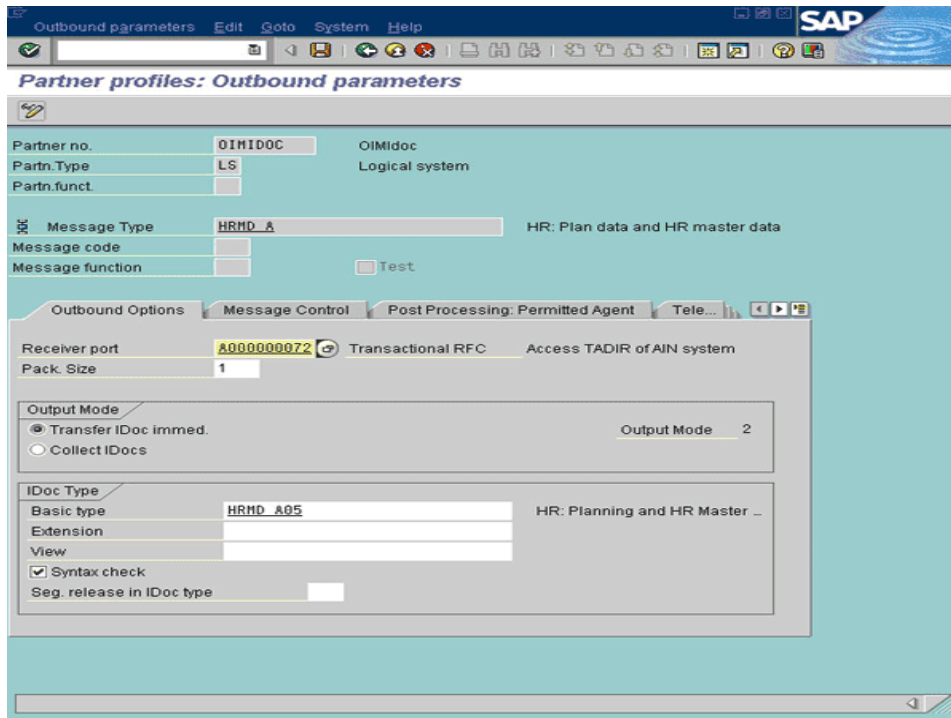 Outbound parameters Edit Goto System Help
SAP
Partner profiles: Outbound parameters
Partner no. OIMIDOC OIMIdoc
Partn.Type LS Logical system
Partn.funct.
Message Type HRMD_A HR: Plan data and HR master data
Message code
Message function Test
Outbound Options Message Control Post Processing: Permitted Agent Tele...
Receiver port A000000072 Transactional RFC Access TADIR of AIN system
Pack. Size 1
Output Mode
Transfer IDoc immed. Output Mode 2
Collect IDocs
IDoc Type
Basic type HRMD_A05 HR: Planning and HR Master ...
Extension
View
Syntax check
Seg. release in IDoc type